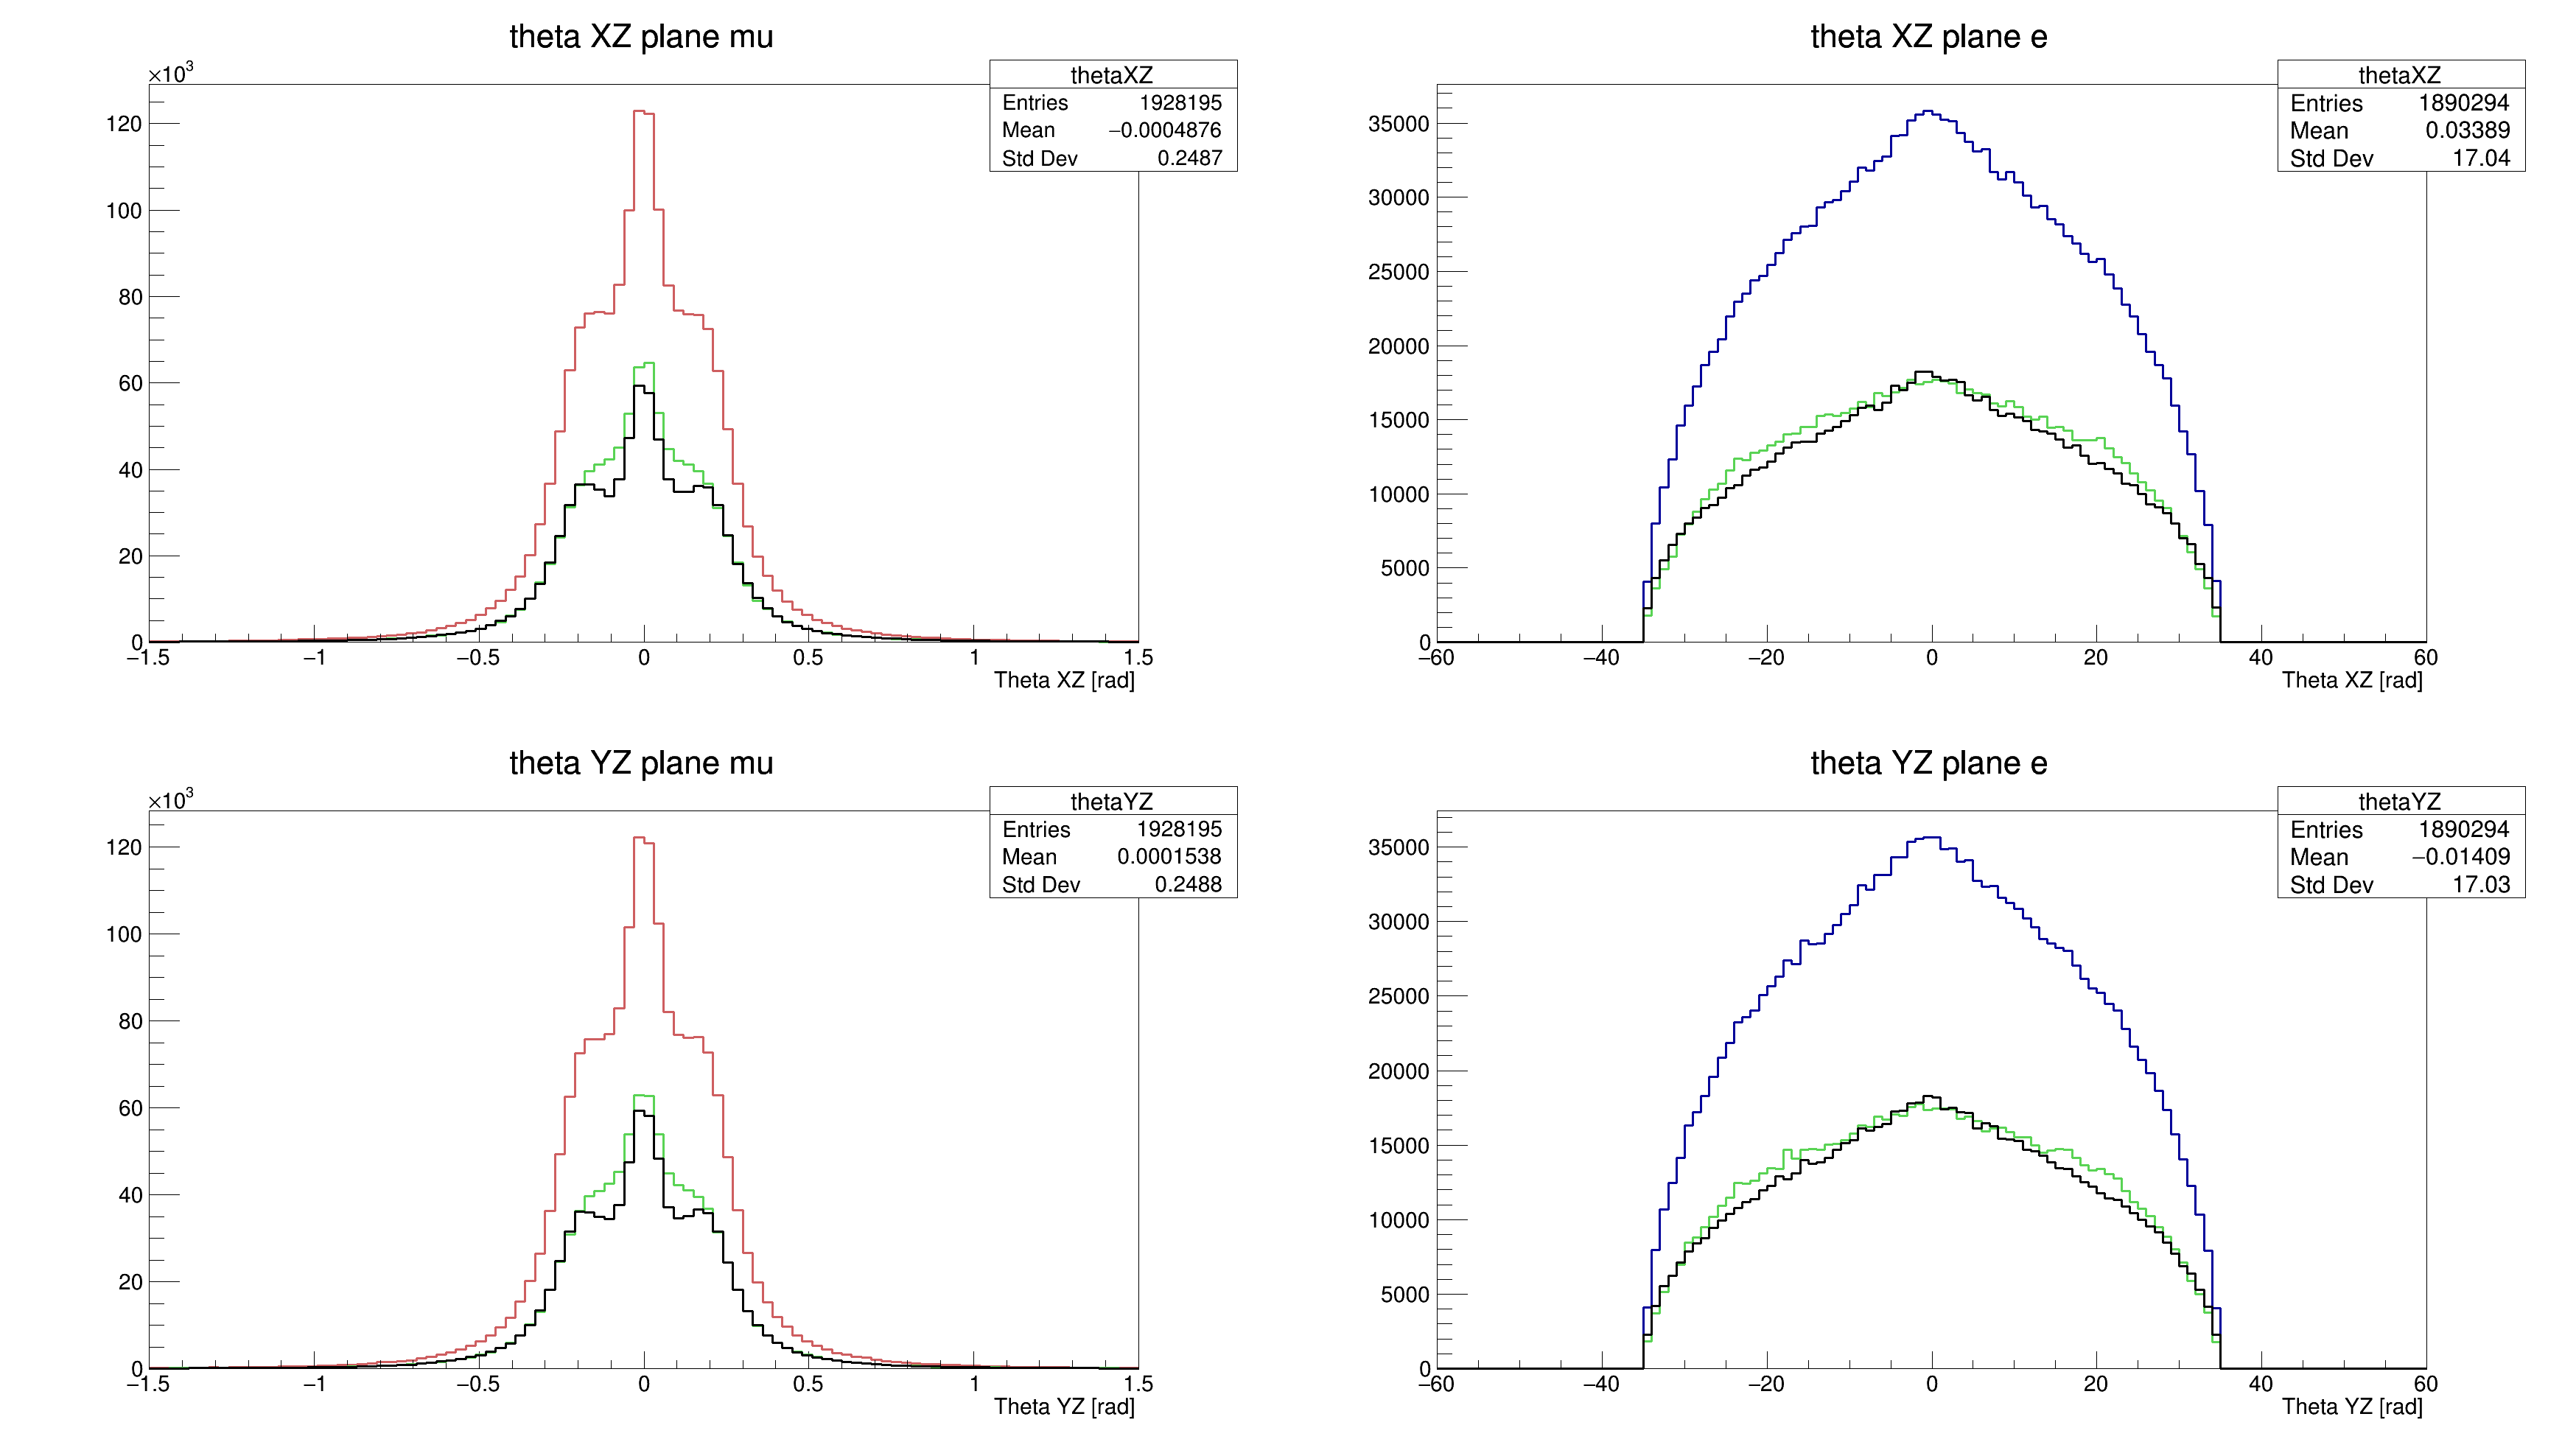 theta XZ plane mu
×10³
thetaXZ
Entries 1928195
Mean −0.0004876
Std Dev 0.2487
120
100
80
60
40
20
0
−1.5 −1 −0.5 0 0.5 1 1.5
Theta XZ [rad]
theta XZ plane e
thetaXZ
Entries 1890294
Mean 0.03389
Std Dev 17.04
35000
30000
25000
20000
15000
10000
5000
0
−60 −40 −20 0 20 40 60
Theta XZ [rad]
theta YZ plane mu
×10³
thetaYZ
Entries 1928195
Mean 0.0001538
Std Dev 0.2488
120
100
80
60
40
20
0
−1.5 −1 −0.5 0 0.5 1 1.5
Theta YZ [rad]
theta YZ plane e
thetaYZ
Entries 1890294
Mean −0.01409
Std Dev 17.03
35000
30000
25000
20000
15000
10000
5000
0
−60 −40 −20 0 20 40 60
Theta YZ [rad]